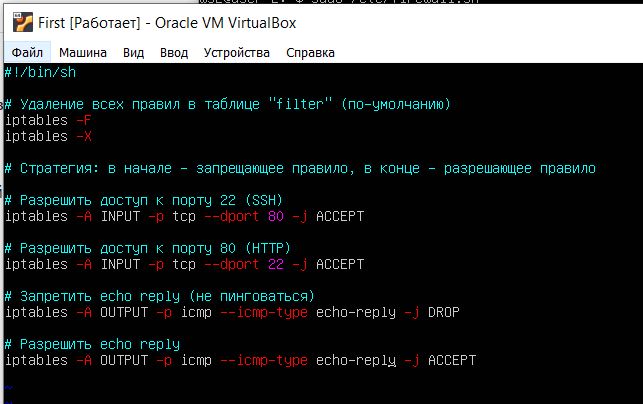 First [Работает] - Oracle VM VirtualBox
Файл Машина Вид Ввод Устройства Справка
#!/bin/sh
# Удаление всех правил в таблице "filter" (по-умолчанию)
iptables -F
iptables -X
# Стратегия: в начале - запрещающее правило, в конце - разрешающее правило
# Разрешить доступ к порту 22 (SSH)
iptables -A INPUT -p tcp --dport 80 -j ACCEPT
# Разрешить доступ к порту 80 (HTTP)
iptables -A INPUT -p tcp --dport 22 -j ACCEPT
# Запретить echo reply (не пинговаться)
iptables -A OUTPUT -p icmp --icmp-type echo-reply -j DROP
# Разрешить echo reply
iptables -A OUTPUT -p icmp --icmp-type echo-reply -j ACCEPT
~